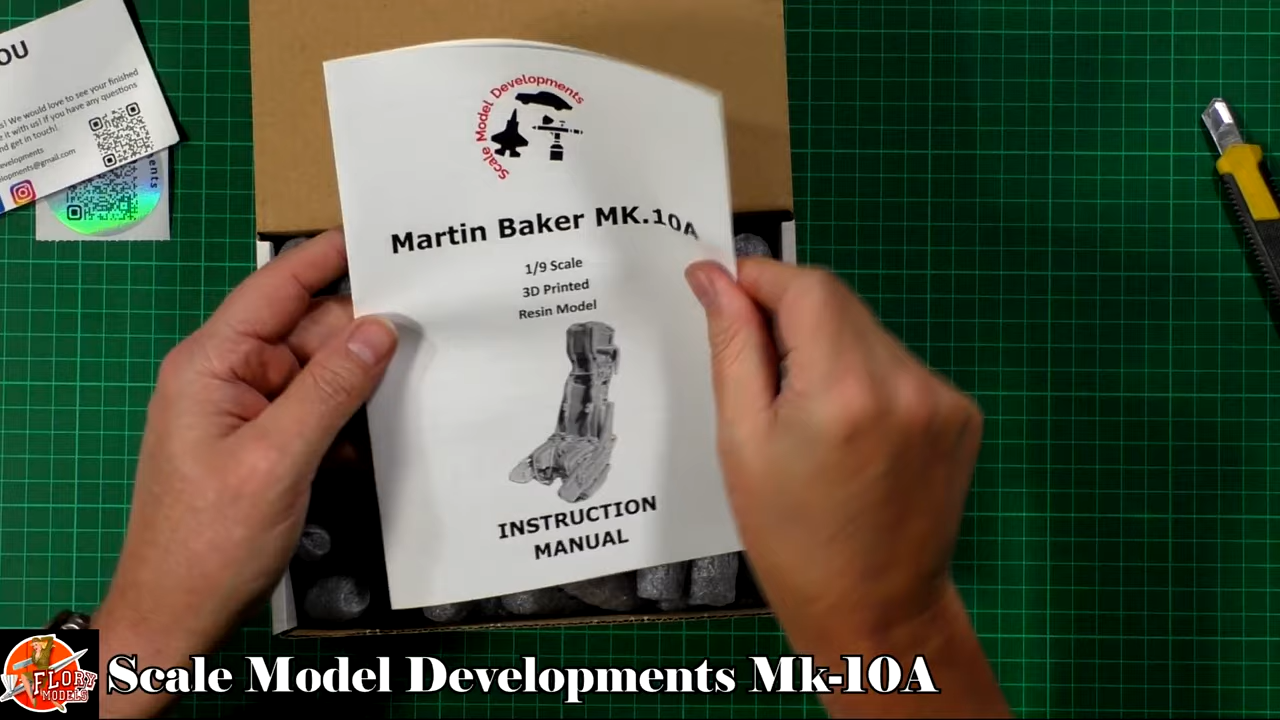 OU
s! We would love to see your finished
e it with us! If you have any questions
and get in touch!
evelopments
lopments@gmail.com
ments
Scale Model Developments
Martin Baker MK.10A
1/9 Scale
3D Printed
Resin Model
INSTRUCTION
MANUAL
FLORY
MODELS
Scale Model Developments Mk-10A